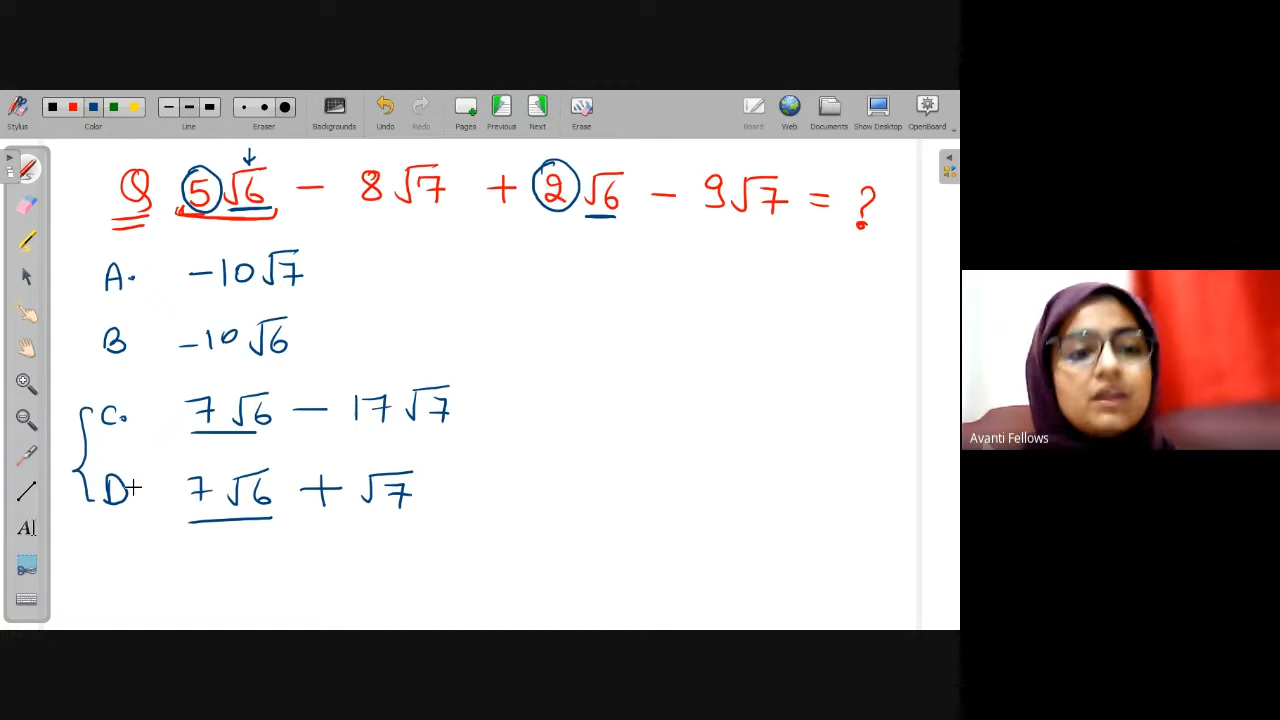 Stylus
Color
Line
Eraser
Backgrounds
Undo
Redo
Pages
Previous
Next
Erase
Board
Web
Documents
Show Desktop
OpenBoard
Q 5√6 − 8√7 + 2√6 − 9√7 = ?
A. −10√7
B −10√6
C. 7√6 − 17√7
D 7√6 + √7
Avanti Fellows